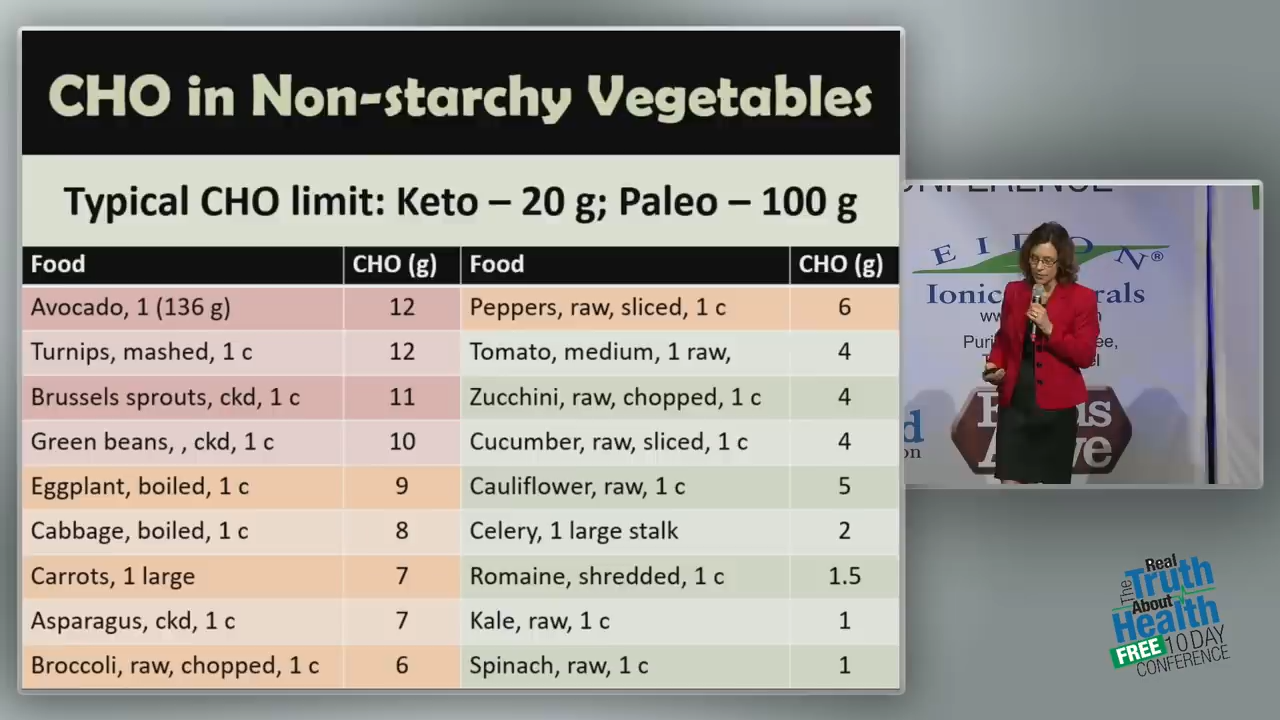 CHO in Non-starchy Vegetables
Typical CHO limit: Keto – 20 g; Paleo – 100 g
Food CHO (g) Food CHO (g)
Avocado, 1 (136 g) 12 Peppers, raw, sliced, 1 c 6
Turnips, mashed, 1 c 12 Tomato, medium, 1 raw, 4
Brussels sprouts, ckd, 1 c 11 Zucchini, raw, chopped, 1 c 4
Green beans, , ckd, 1 c 10 Cucumber, raw, sliced, 1 c 4
Eggplant, boiled, 1 c 9 Cauliflower, raw, 1 c 5
Cabbage, boiled, 1 c 8 Celery, 1 large stalk 2
Carrots, 1 large 7 Romaine, shredded, 1 c 1.5
Asparagus, ckd, 1 c 7 Kale, raw, 1 c 1
Broccoli, raw, chopped, 1 c 6 Spinach, raw, 1 c 1
The Real
Truth
About
Health
FREE 10 DAY
CONFERENCE